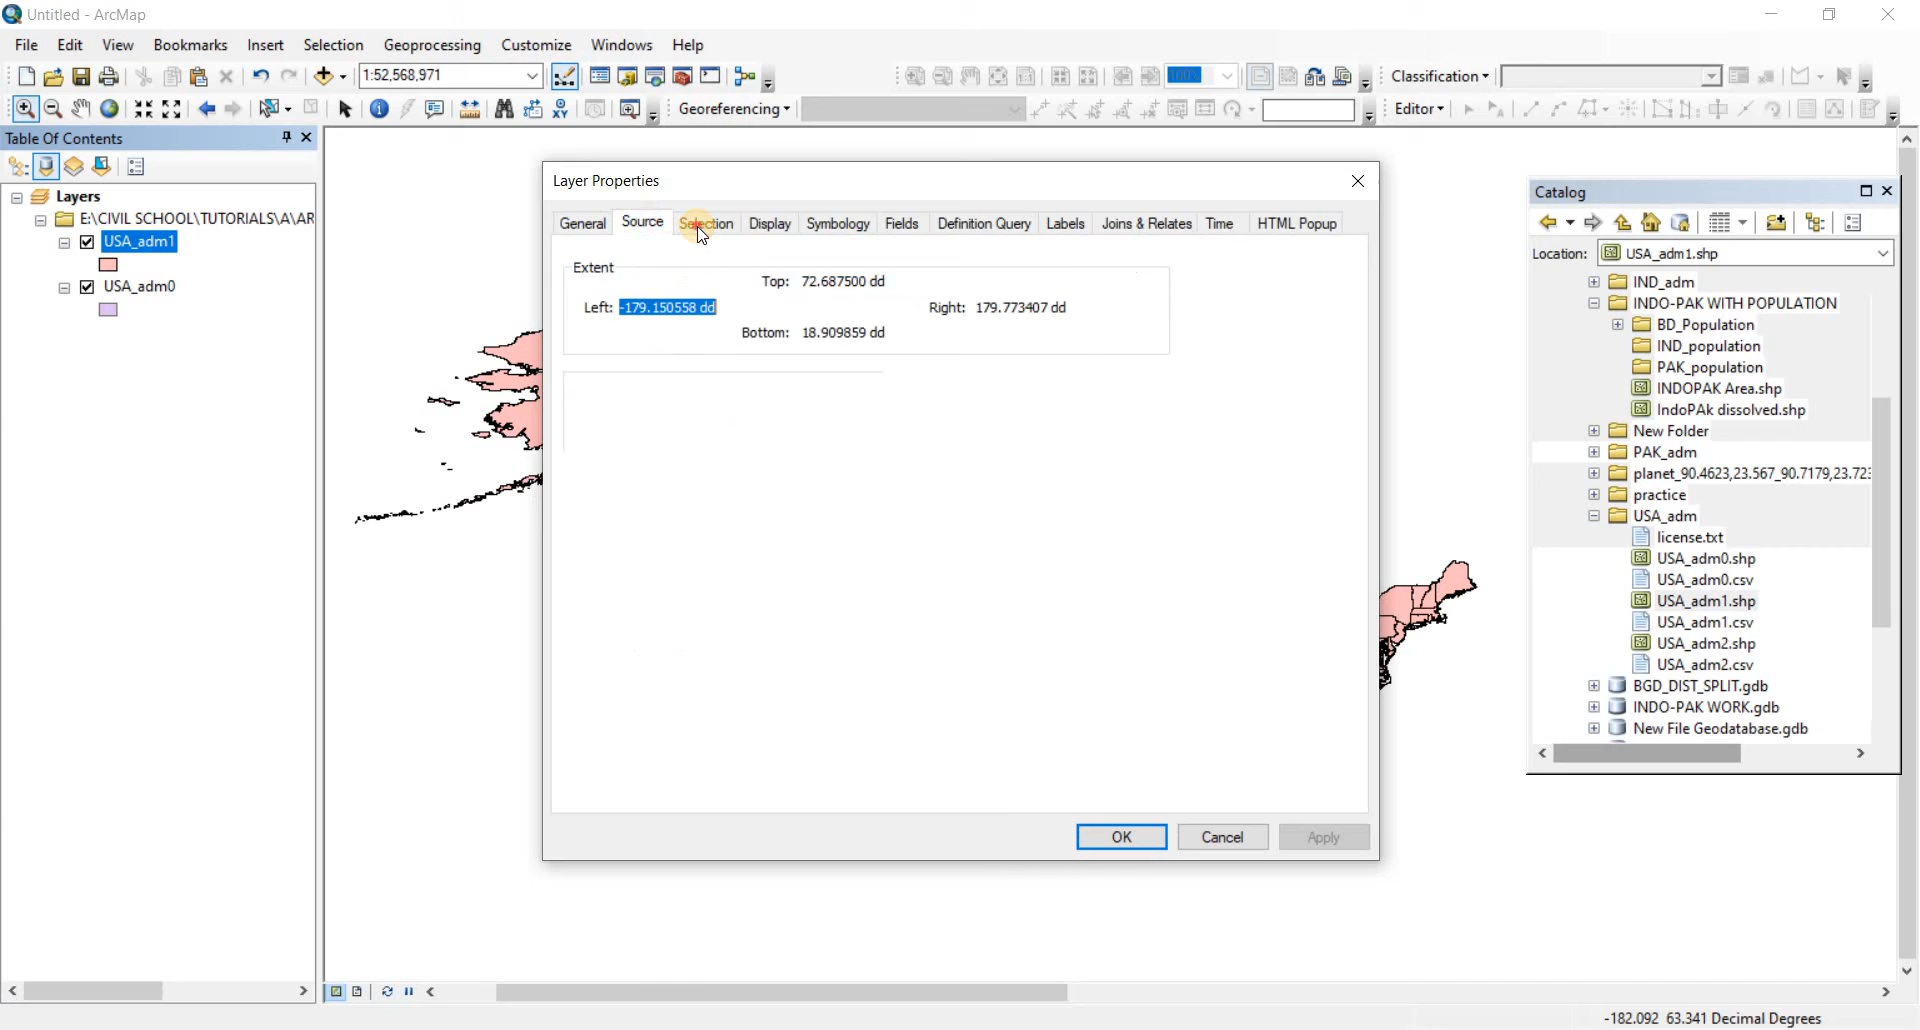 Untitled - ArcMap
File Edit View Bookmarks Insert Selection Geoprocessing Customize Windows Help
1:52,568,971
100%
Classification
Georeferencing
Editor
Table Of Contents
Layers
E:\CIVIL SCHOOL\TUTORIALS\A\AR
USA_adm1
USA_adm0
Layer Properties
General Source Selection Display Symbology Fields Definition Query Labels Joins & Relates Time HTML Popup
Extent
Top: 72.687500 dd
Left: -179.150558 dd
Right: 179.773407 dd
Bottom: 18.909859 dd
OK Cancel Apply
Catalog
Location: USA_adm1.shp
IND_adm
INDO-PAK WITH POPULATION
BD_Population
IND_population
PAK_population
INDOPAK Area.shp
IndoPAk dissolved.shp
New Folder
PAK_adm
planet_90.4623,23.567_90.7179,23.723
practice
USA_adm
license.txt
USA_adm0.shp
USA_adm0.csv
USA_adm1.shp
USA_adm1.csv
USA_adm2.shp
USA_adm2.csv
BGD_DIST_SPLIT.gdb
INDO-PAK WORK.gdb
New File Geodatabase.gdb
-182.092 63.341 Decimal Degrees